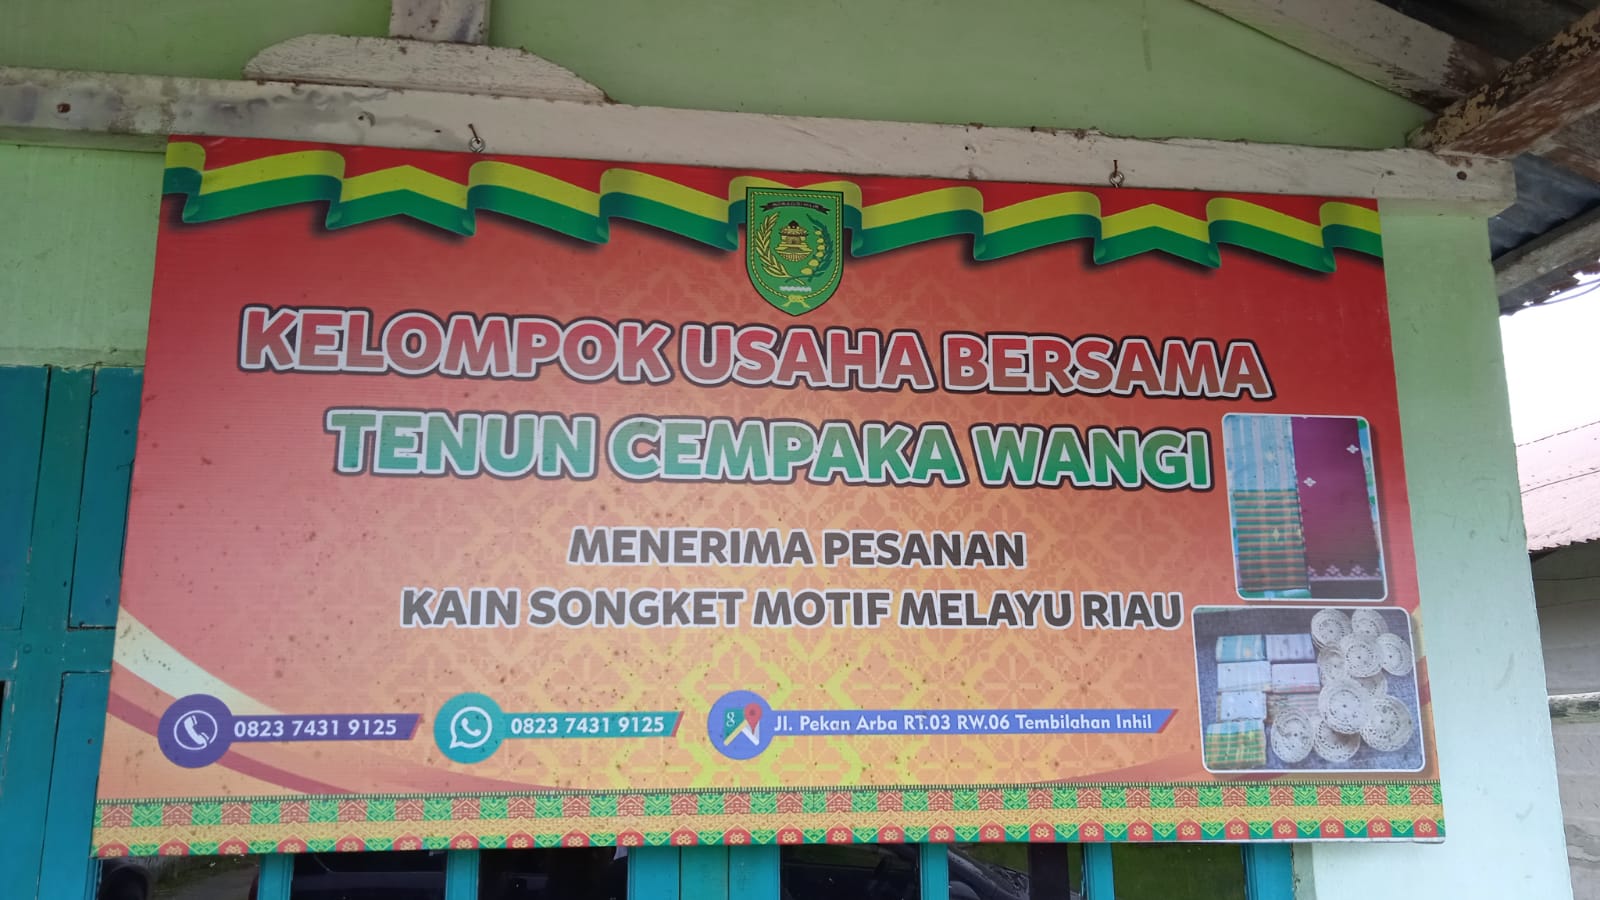 KELOMPOK USAHA BERSAMA
TENUN CEMPAKA WANGI
MENERIMA PESANAN
KAIN SONGKET MOTIF MELAYU RIAU
0823 7431 9125
0823 7431 9125
Jl. Pekan Arba RT.03 RW.06 Tembilahan Inhil